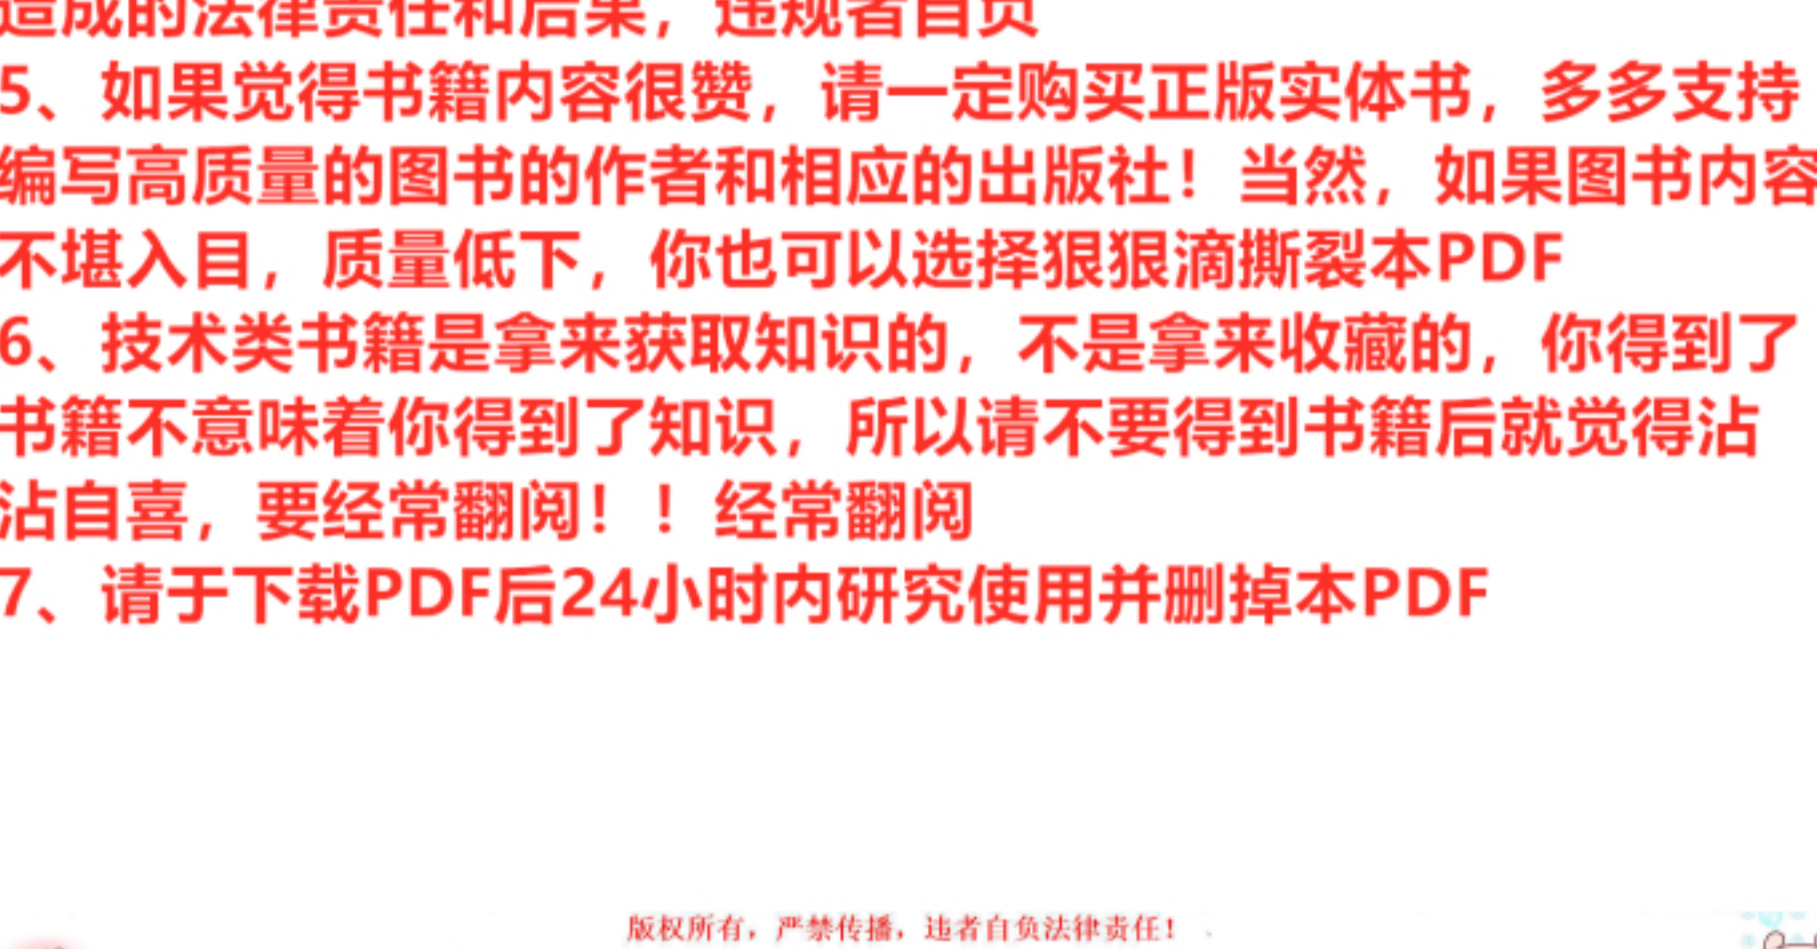 造成的法律责任和后果，违规者自负
5、如果觉得书籍内容很赞，请一定购买正版实体书，多多支持
编写高质量的图书的作者和相应的出版社！当然，如果图书内容
不堪入目，质量低下，你也可以选择狠狠滴撕裂本PDF
6、技术类书籍是拿来获取知识的，不是拿来收藏的，你得到了
书籍不意味着你得到了知识，所以请不要得到书籍后就觉得沾
沾自喜，要经常翻阅！！经常翻阅
7、请于下载PDF后24小时内研究使用并删掉本PDF
版权所有，严禁传播，违者自负法律责任！